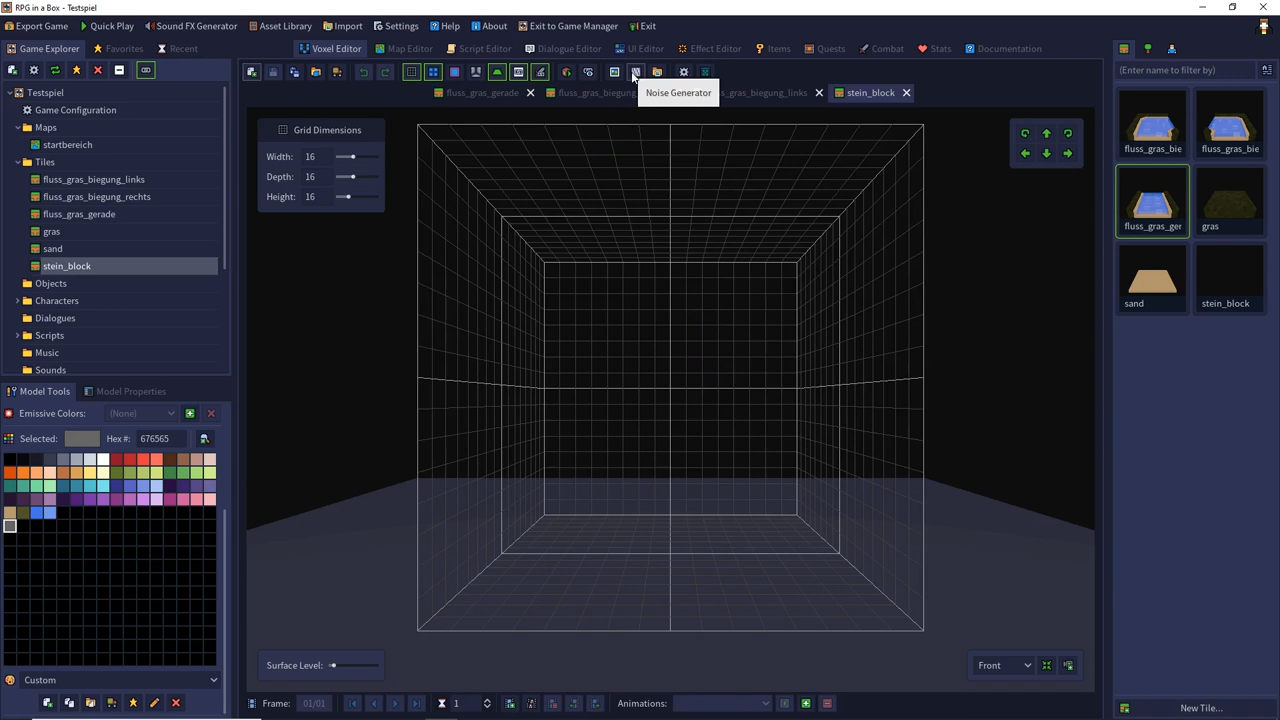 RPG in a Box - Testspiel
Export Game Quick Play Sound FX Generator Asset Library Import Settings Help About Exit to Game Manager Exit
Game Explorer Favorites Recent Voxel Editor Map Editor Script Editor Dialogue Editor UI Editor Effect Editor Items Quests Combat Stats Documentation
Enter name to filter...)
fluss_gras_gerade fluss_gras_biegung s_gras_biegung_links stein_block
Noise Generator
Testspiel
Game Configuration
Maps
startbereich
Tiles
fluss_gras_biegung_links
fluss_gras_biegung_rechts
fluss_gras_gerade
gras
sand
stein_block
Objects
Characters
Dialogues
Scripts
Music
Sounds
Grid Dimensions
Width: 16
Depth: 16
Height: 16
fluss_gras_bie fluss_gras_bie
fluss_gras_ger gras
sand stein_block
Model Tools Model Properties
Emissive Colors: (None)
Selected: Hex #: 676565
Custom
Surface Level:
Front
Frame: 01/01 1 Animations:
New Tile...